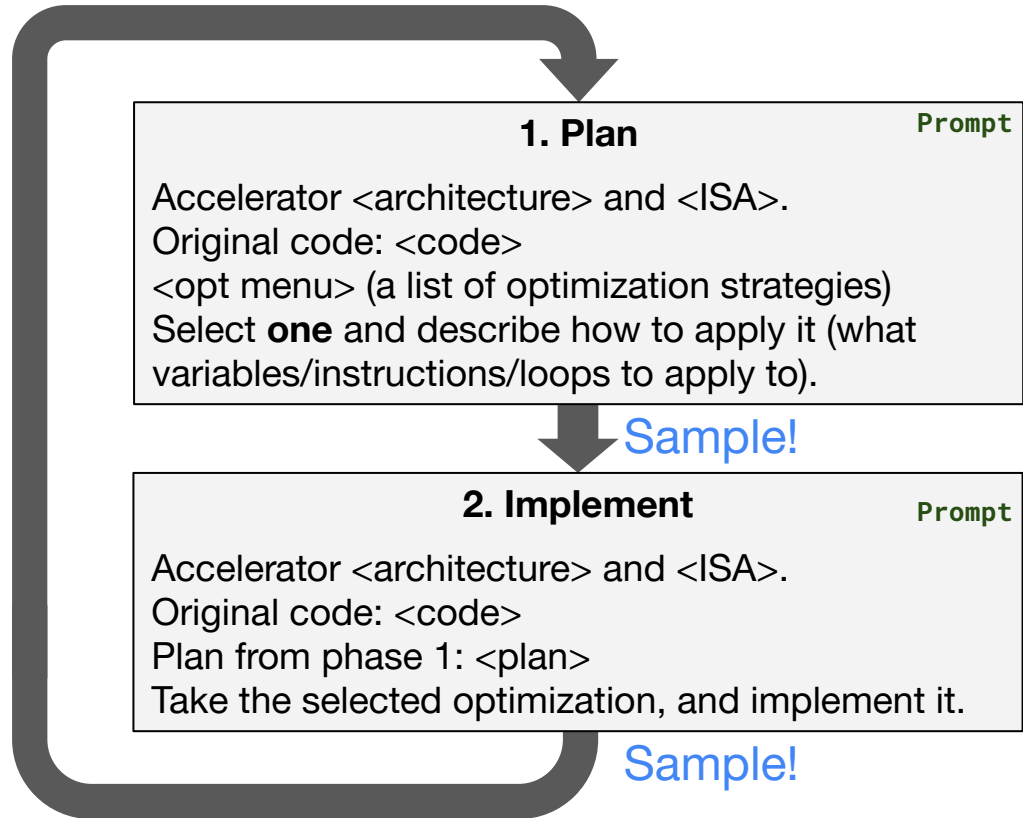 1. Plan
Prompt
Accelerator <architecture> and <ISA>.
Original code: <code>
<opt menu> (a list of optimization strategies)
Select one and describe how to apply it (what
variables/instructions/loops to apply to).
Sample!
2. Implement
Prompt
Accelerator <architecture> and <ISA>.
Original code: <code>
Plan from phase 1: <plan>
Take the selected optimization, and implement it.
Sample!